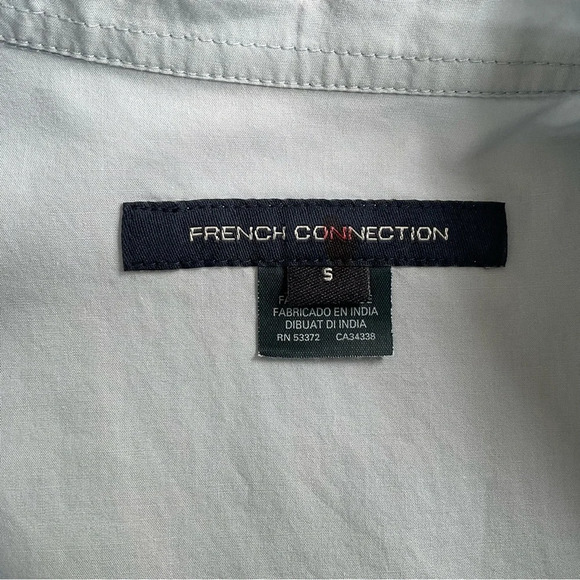 FRENCH CONNECTION
S
FABRICADO EN INDIA
DIBUAT DI INDIA
RN 53372 CA34338